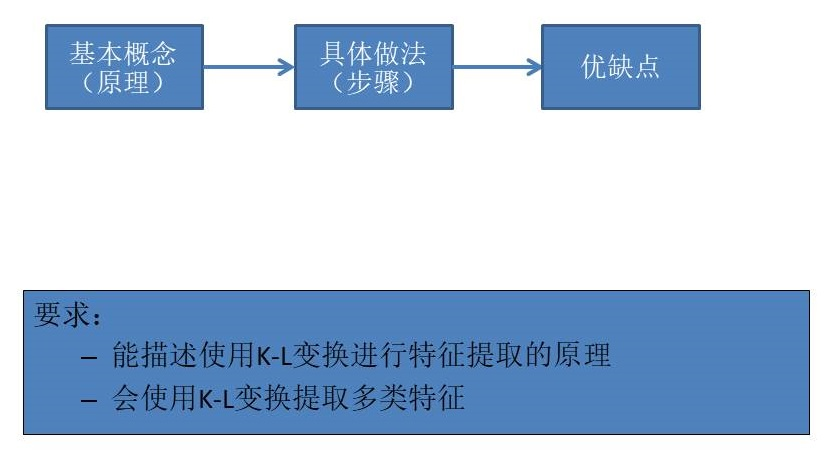 基本概念
（原理）
具体做法
（步骤）
优缺点
要求：
– 能描述使用K-L变换进行特征提取的原理
– 会使用K-L变换提取多类特征